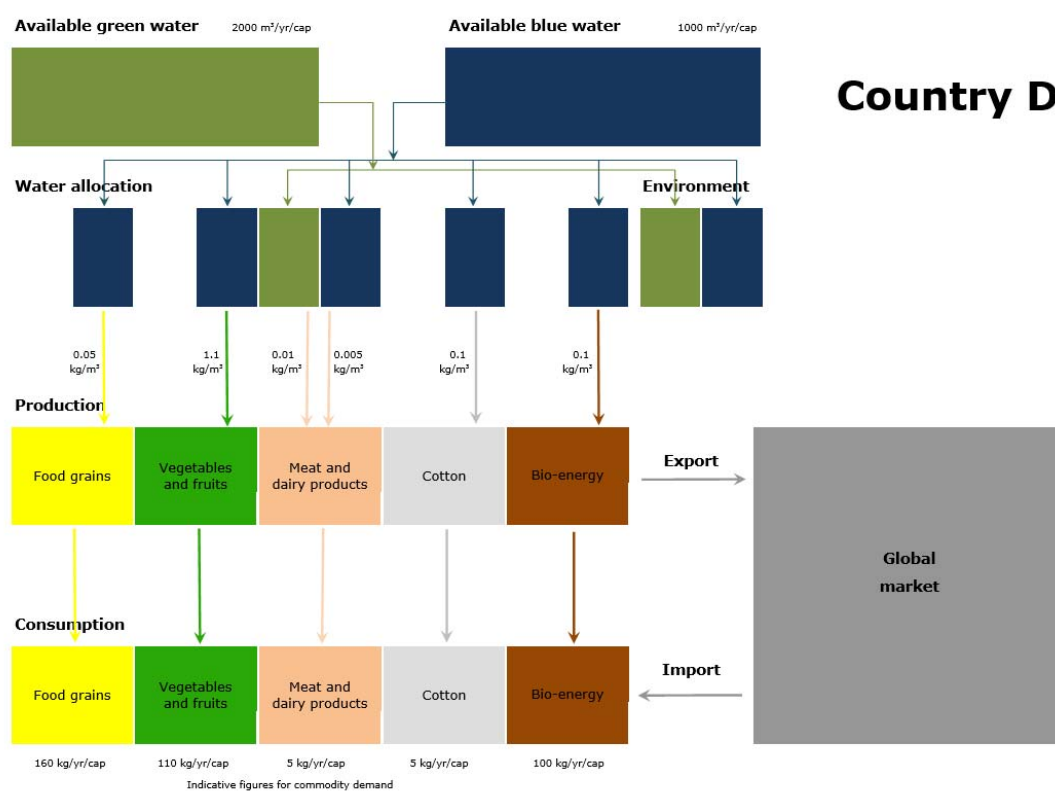 Available green water 2000 m³/yr/cap
Available blue water 1000 m³/yr/cap
Country D
Water allocation
Environment
0.05
kg/m³
1.1
kg/m³
0.01
kg/m³
0.005
kg/m³
0.1
kg/m³
0.1
kg/m³
Production
Food grains
Vegetables
and fruits
Meat and
dairy products
Cotton
Bio-energy
Export
Global
market
Consumption
Food grains
Vegetables
and fruits
Meat and
dairy products
Cotton
Bio-energy
Import
160 kg/yr/cap
110 kg/yr/cap
5 kg/yr/cap
5 kg/yr/cap
100 kg/yr/cap
Indicative figures for commodity demand